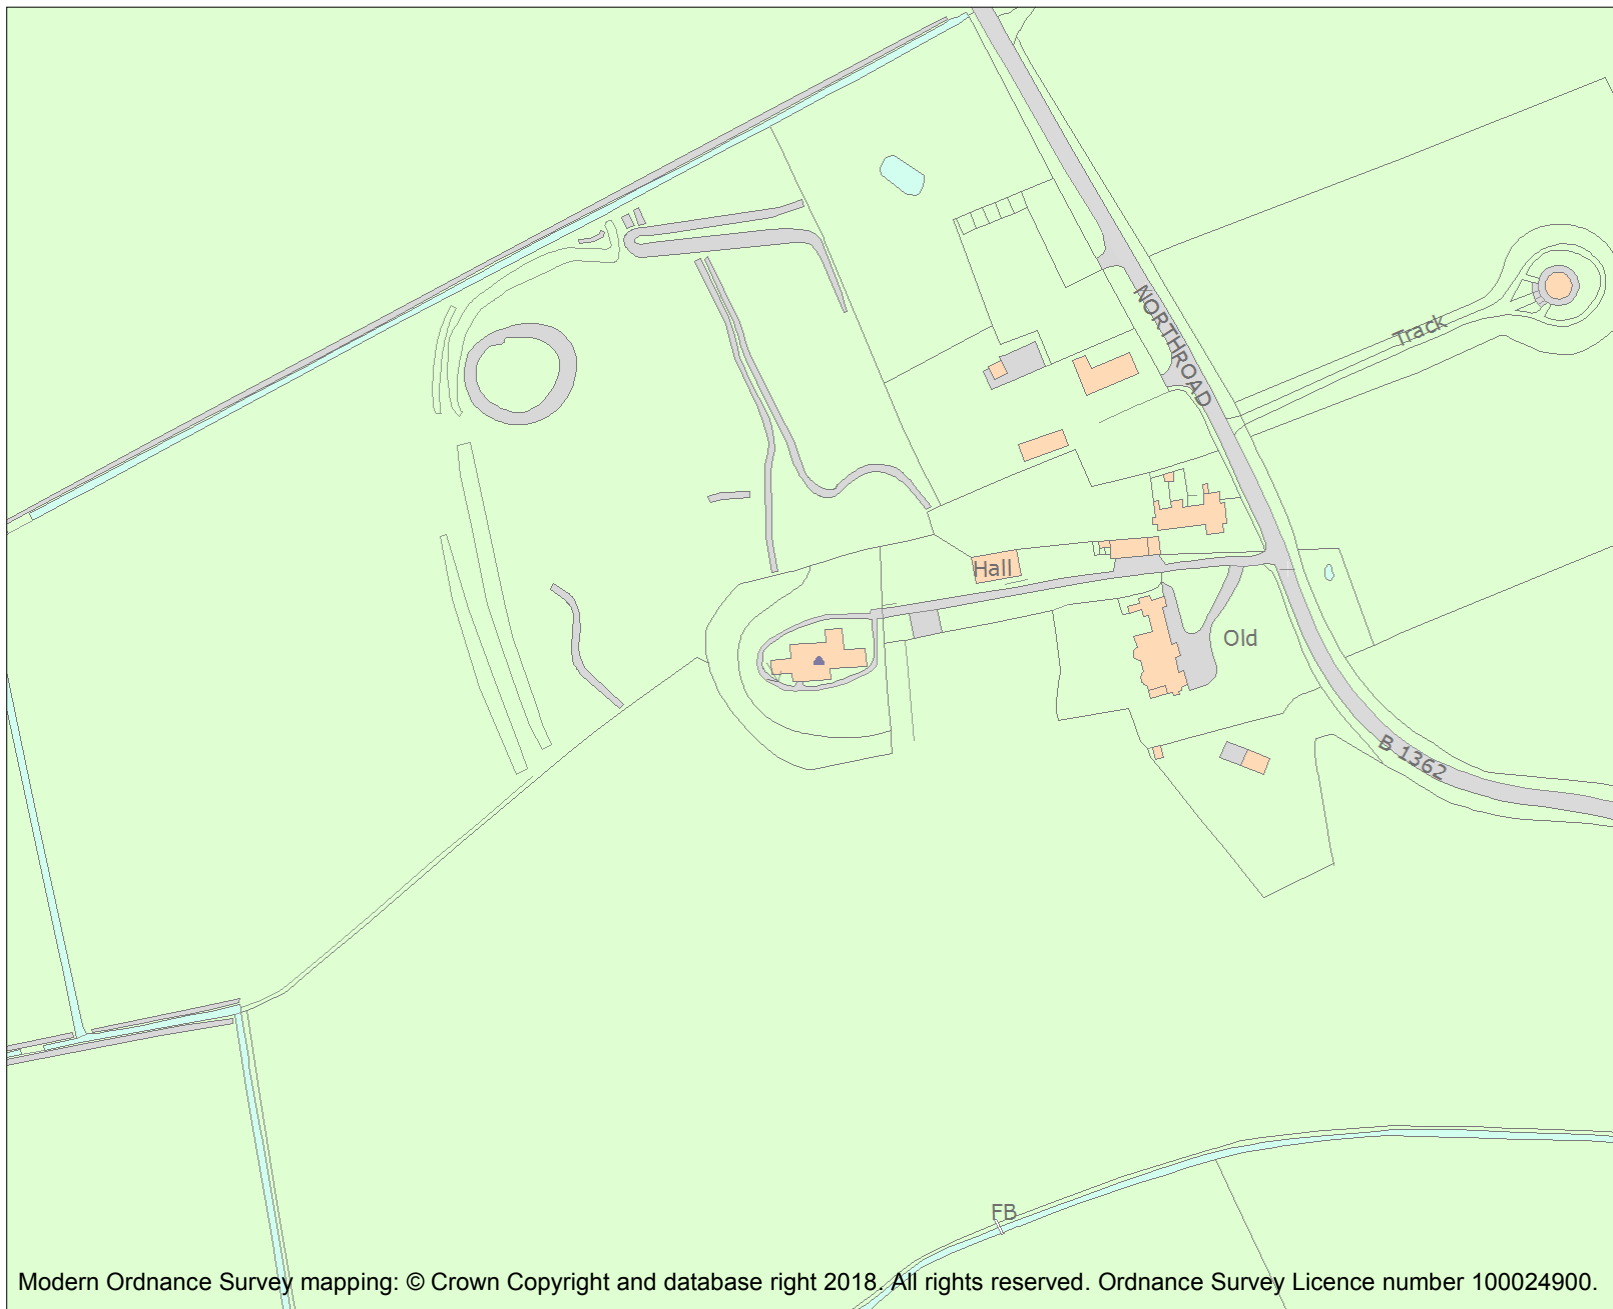 NORTHROAD
Track
Hall
Old
B 1362
FB
Modern Ordnance Survey mapping: © Crown Copyright and database right 2018. All rights reserved. Ordnance Survey Licence number 100024900.